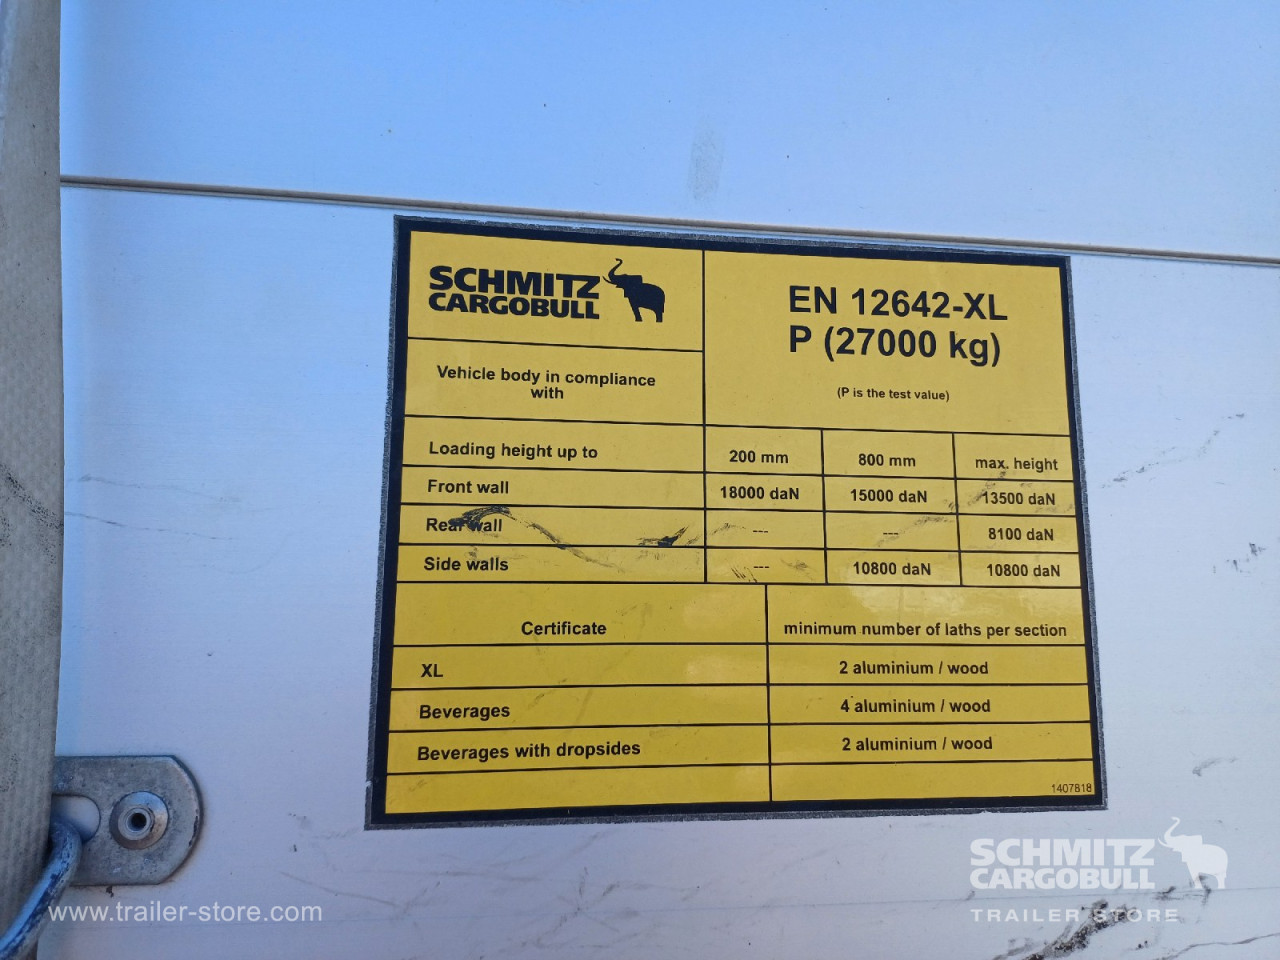 SCHMITZ
CARGOBULL
EN 12642-XL
P (27000 kg)
(P is the test value)
Vehicle body in compliance
with
Loading height up to 200 mm 800 mm max. height
Front wall 18000 daN 15000 daN 13500 daN
Rear wall --- --- 8100 daN
Side walls --- 10800 daN 10800 daN
Certificate minimum number of laths per section
XL 2 aluminium / wood
Beverages 4 aluminium / wood
Beverages with dropsides 2 aluminium / wood
1407818
SCHMITZ
CARGOBULL
TRAILER STORE
www.trailer-store.com